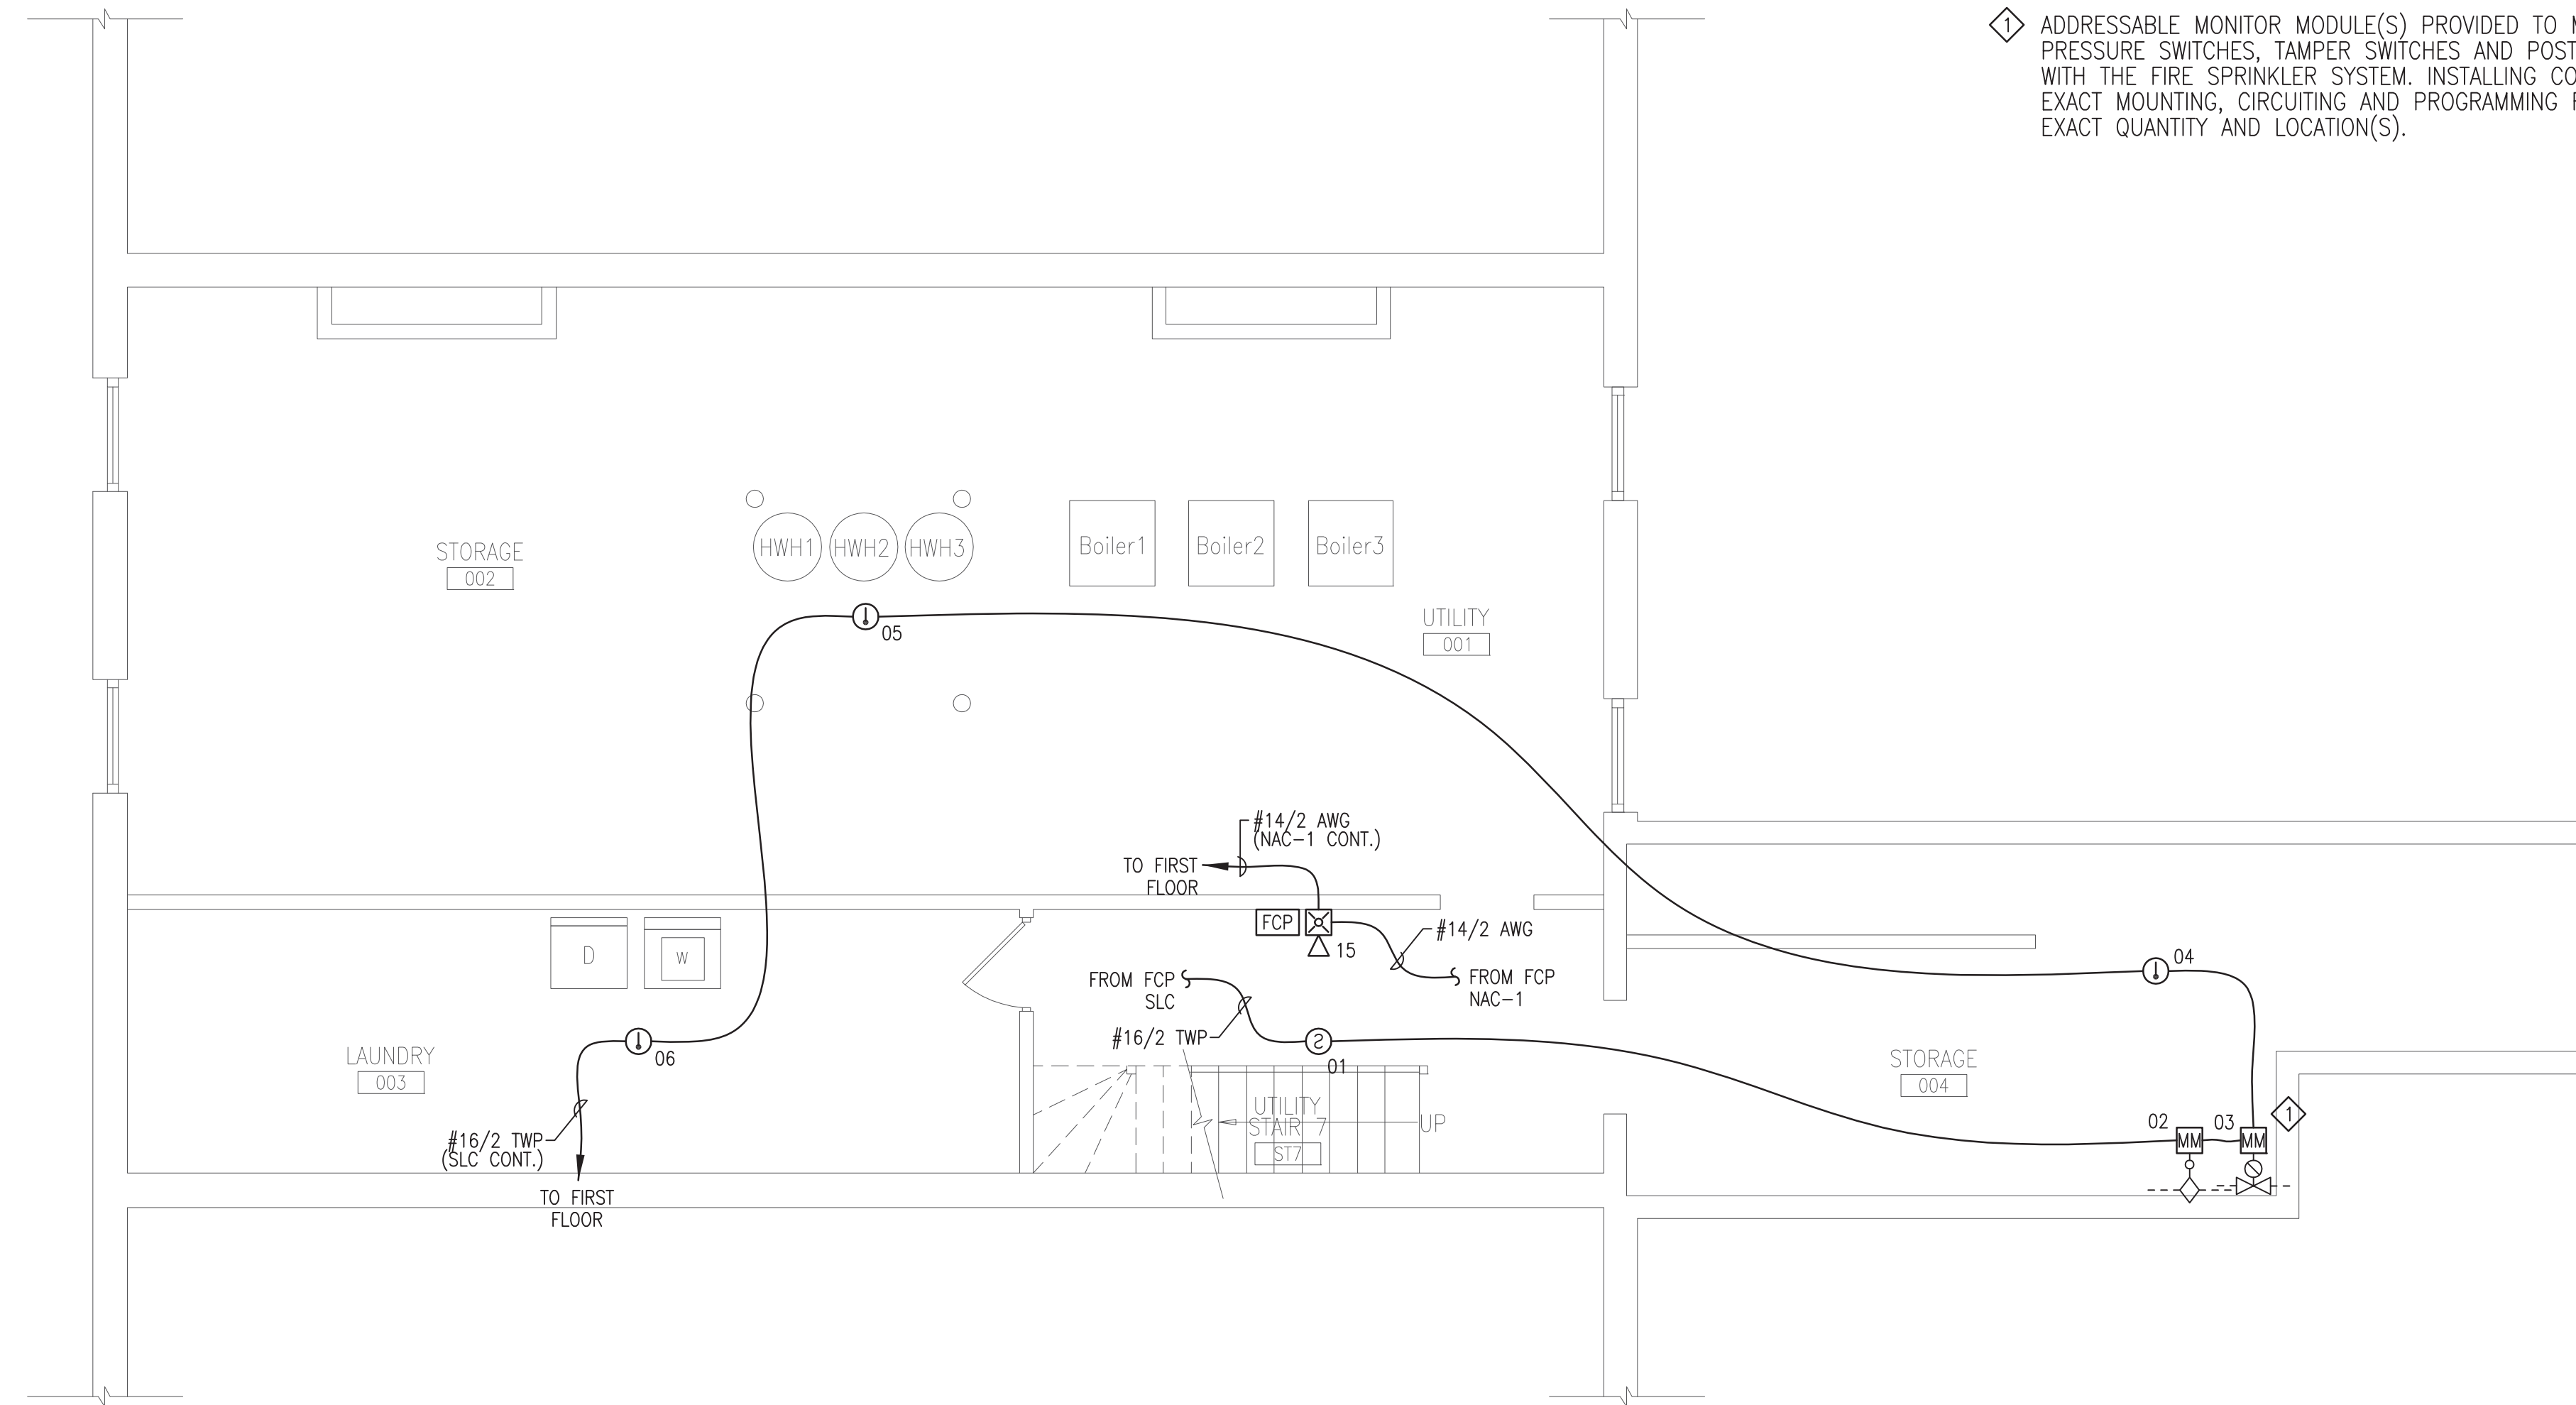 1
ADDRESSABLE MONITOR MODULE(S) PROVIDED TO
PRESSURE SWITCHES, TAMPER SWITCHES AND POST
WITH THE FIRE SPRINKLER SYSTEM. INSTALLING
EXACT MOUNTING, CIRCUITING AND PROGRAMMING
EXACT QUANTITY AND LOCATION(S).
STORAGE
002
HWH1
HWH2
HWH3
Boiler1
Boiler2
Boiler3
UTILITY
001
05
#14/2 AWG
(NAC-1 CONT.)
TO FIRST
FLOOR
FCP
15
#14/2 AWG
FROM FCP
NAC-1
D
W
FROM FCP
SLC
#16/2 TWP
01
04
LAUNDRY
003
06
STORAGE
004
UTILITY
STAIR 7
ST7
UP
02
03
1
MM
MM
#16/2 TWP
(SLC CONT.)
TO FIRST
FLOOR